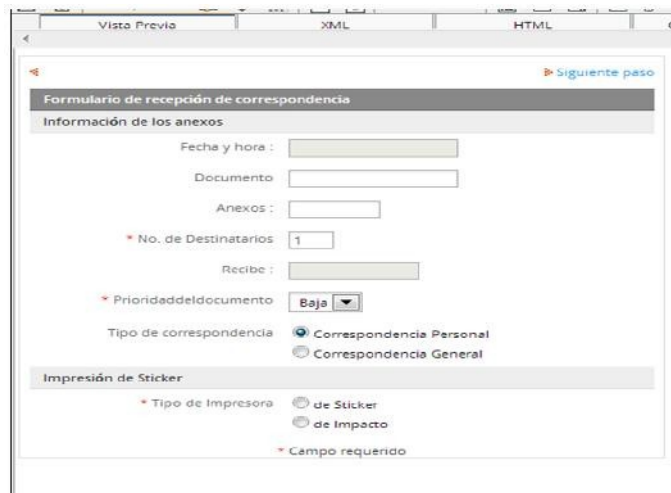 Vista Previa XML HTML
Siguiente paso
Formulario de recepción de correspondencia
Información de los anexos
Fecha y hora :
Documento
Anexos :
* No. de Destinatarios 1
Recibe :
* Prioridaddeldocumento Baja
Tipo de correspondencia Correspondencia Personal
Correspondencia General
Impresión de Sticker
* Tipo de Impresora de Sticker
de Impacto
* Campo requerido